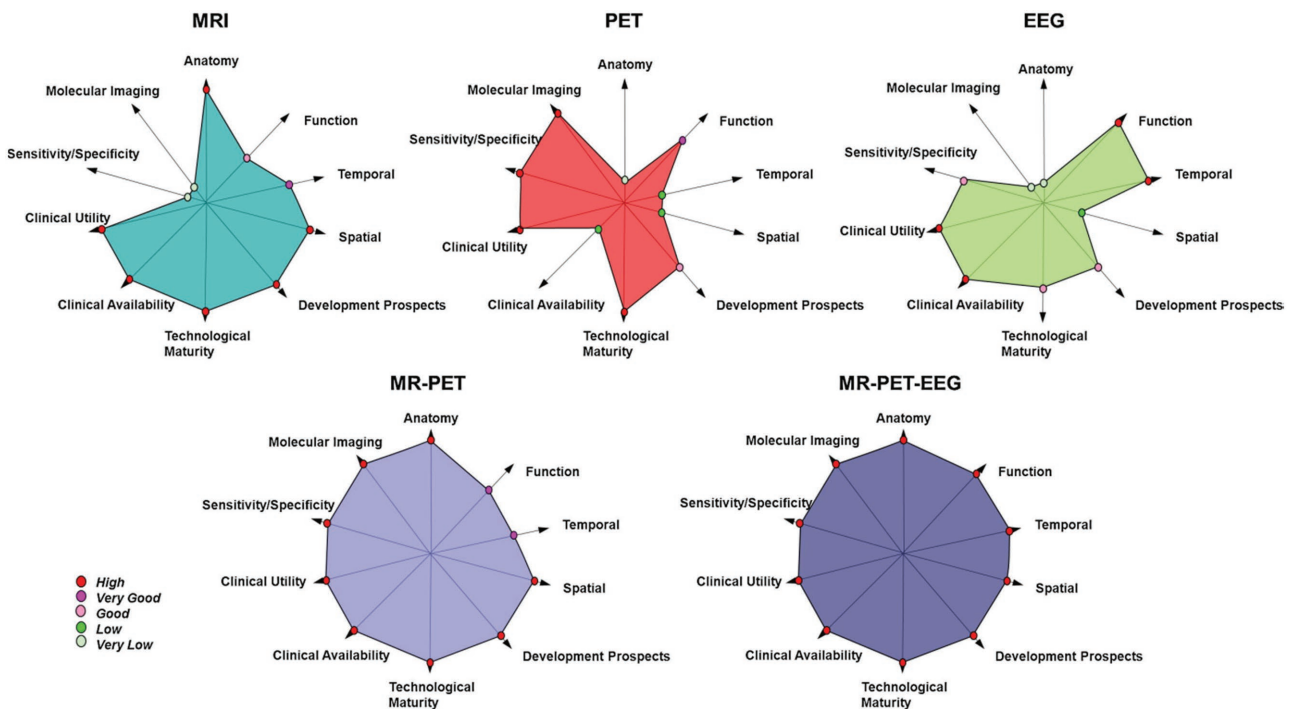 MRI
Anatomy
Molecular Imaging
Function
Sensitivity/Specificity
Temporal
Clinical Utility
Spatial
Clinical Availability
Development Prospects
Technological
Maturity
PET
Anatomy
Molecular Imaging
Function
Sensitivity/Specificity
Temporal
Clinical Utility
Spatial
Clinical Availability
Development Prospects
Technological
Maturity
EEG
Anatomy
Molecular Imaging
Function
Sensitivity/Specificity
Temporal
Clinical Utility
Spatial
Clinical Availability
Development Prospects
Technological
Maturity
MR-PET
Anatomy
Molecular Imaging
Function
Sensitivity/Specificity
Temporal
Clinical Utility
Spatial
Clinical Availability
Development Prospects
Technological
Maturity
MR-PET-EEG
Anatomy
Molecular Imaging
Function
Sensitivity/Specificity
Temporal
Clinical Utility
Spatial
Clinical Availability
Development Prospects
Technological
Maturity
High
Very Good
Good
Low
Very Low